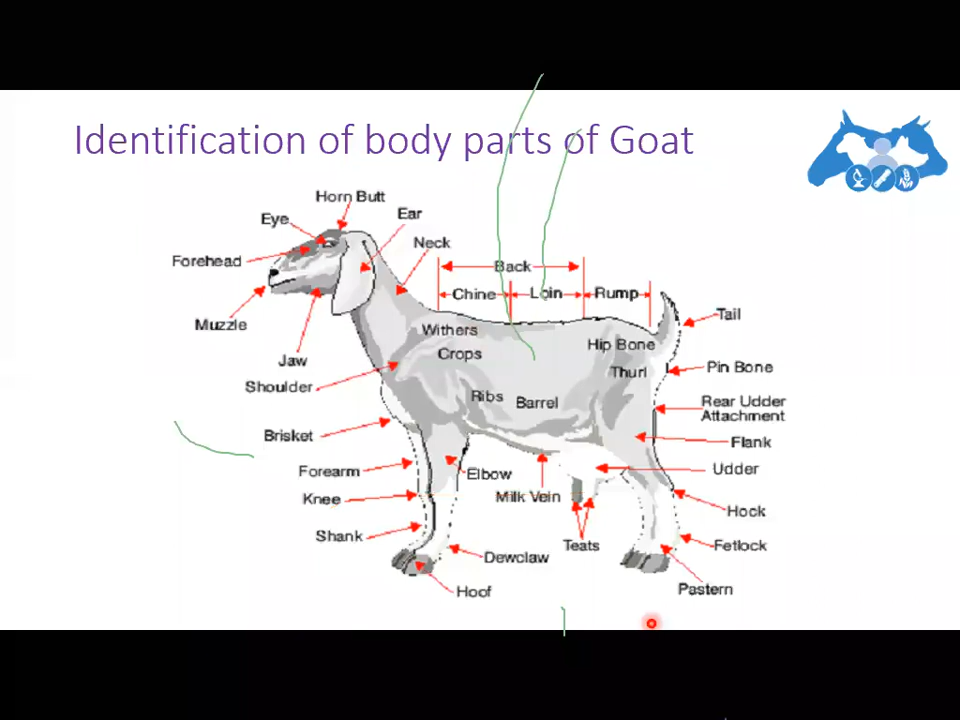 Identification of body parts of Goat
Horn Butt
Eye
Ear
Neck
Forehead
Back
Chine
Loin
Rump
Muzzle
Tail
Withers
Hip Bone
Crops
Jaw
Thurl
Pin Bone
Shoulder
Ribs
Barrel
Rear Udder
Attachment
Brisket
Flank
Forearm
Elbow
Udder
Knee
Milk Vein
Hock
Shank
Teats
Fetlock
Dewclaw
Hoof
Pastern